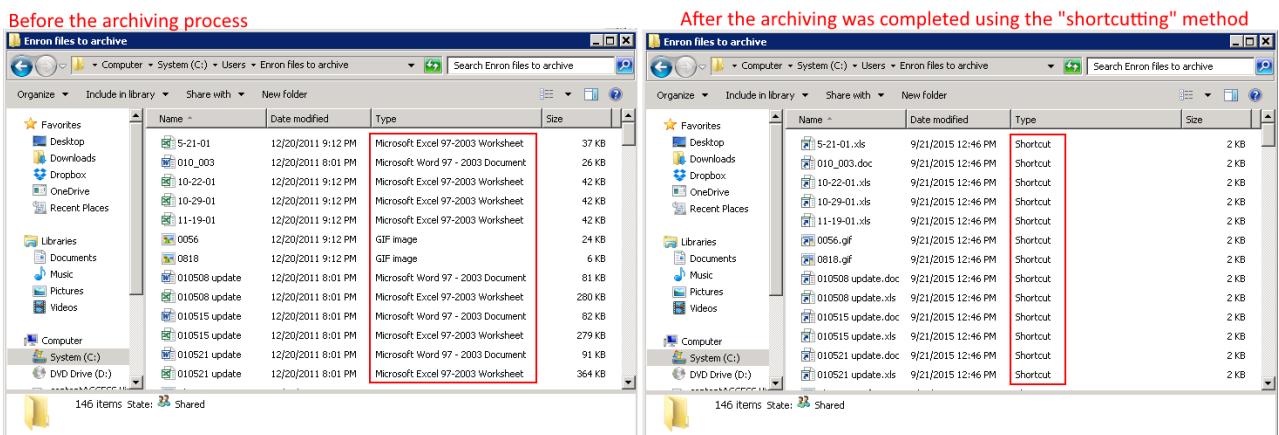 Before the archiving process
After the archiving was completed using the "shortcutting" method
Enron files to archive
Computer System (C:) Users Enron files to archive
Search Enron files to archive
Organize Include in library Share with New folder
Name Date modified Type Size
Favorites
Desktop
Downloads
Dropbox
OneDrive
Recent Places
Libraries
Documents
Music
Pictures
Videos
Computer
System (C:)
DVD Drive (D:)
5-21-01 12/20/2011 9:12 PM Microsoft Excel 97-2003 Worksheet 37 KB
010_003 12/20/2011 8:01 PM Microsoft Word 97 - 2003 Document 26 KB
10-22-01 12/20/2011 9:12 PM Microsoft Excel 97-2003 Worksheet 42 KB
10-29-01 12/20/2011 9:12 PM Microsoft Excel 97-2003 Worksheet 42 KB
11-19-01 12/20/2011 9:12 PM Microsoft Excel 97-2003 Worksheet 42 KB
0056 12/20/2011 9:12 PM GIF image 24 KB
0818 12/20/2011 9:12 PM GIF image 6 KB
010508 update 12/20/2011 8:01 PM Microsoft Word 97 - 2003 Document 81 KB
010508 update 12/20/2011 8:01 PM Microsoft Excel 97-2003 Worksheet 280 KB
010515 update 12/20/2011 8:01 PM Microsoft Word 97 - 2003 Document 82 KB
010515 update 12/20/2011 8:01 PM Microsoft Excel 97-2003 Worksheet 279 KB
010521 update 12/20/2011 8:01 PM Microsoft Word 97 - 2003 Document 91 KB
010521 update 12/20/2011 8:01 PM Microsoft Excel 97-2003 Worksheet 364 KB
146 items State: Shared
Enron files to archive
Computer System (C:) Users Enron files to archive
Search Enron files to archive
Organize Include in library Share with New folder
Name Date modified Type Size
Favorites
Desktop
Downloads
Dropbox
OneDrive
Recent Places
Libraries
Documents
Music
Pictures
Videos
Computer
System (C:)
DVD Drive (D:)
5-21-01.xls 9/21/2015 12:46 PM Shortcut 2 KB
010_003.doc 9/21/2015 12:46 PM Shortcut 2 KB
10-22-01.xls 9/21/2015 12:46 PM Shortcut 2 KB
10-29-01.xls 9/21/2015 12:46 PM Shortcut 2 KB
11-19-01.xls 9/21/2015 12:46 PM Shortcut 2 KB
0056.gif 9/21/2015 12:46 PM Shortcut 2 KB
0818.gif 9/21/2015 12:46 PM Shortcut 2 KB
010508 update.doc 9/21/2015 12:46 PM Shortcut 2 KB
010508 update.xls 9/21/2015 12:46 PM Shortcut 2 KB
010515 update.doc 9/21/2015 12:46 PM Shortcut 2 KB
010515 update.xls 9/21/2015 12:46 PM Shortcut 2 KB
010521 update.doc 9/21/2015 12:46 PM Shortcut 2 KB
010521 update.xls 9/21/2015 12:46 PM Shortcut 2 KB
146 items State: Shared